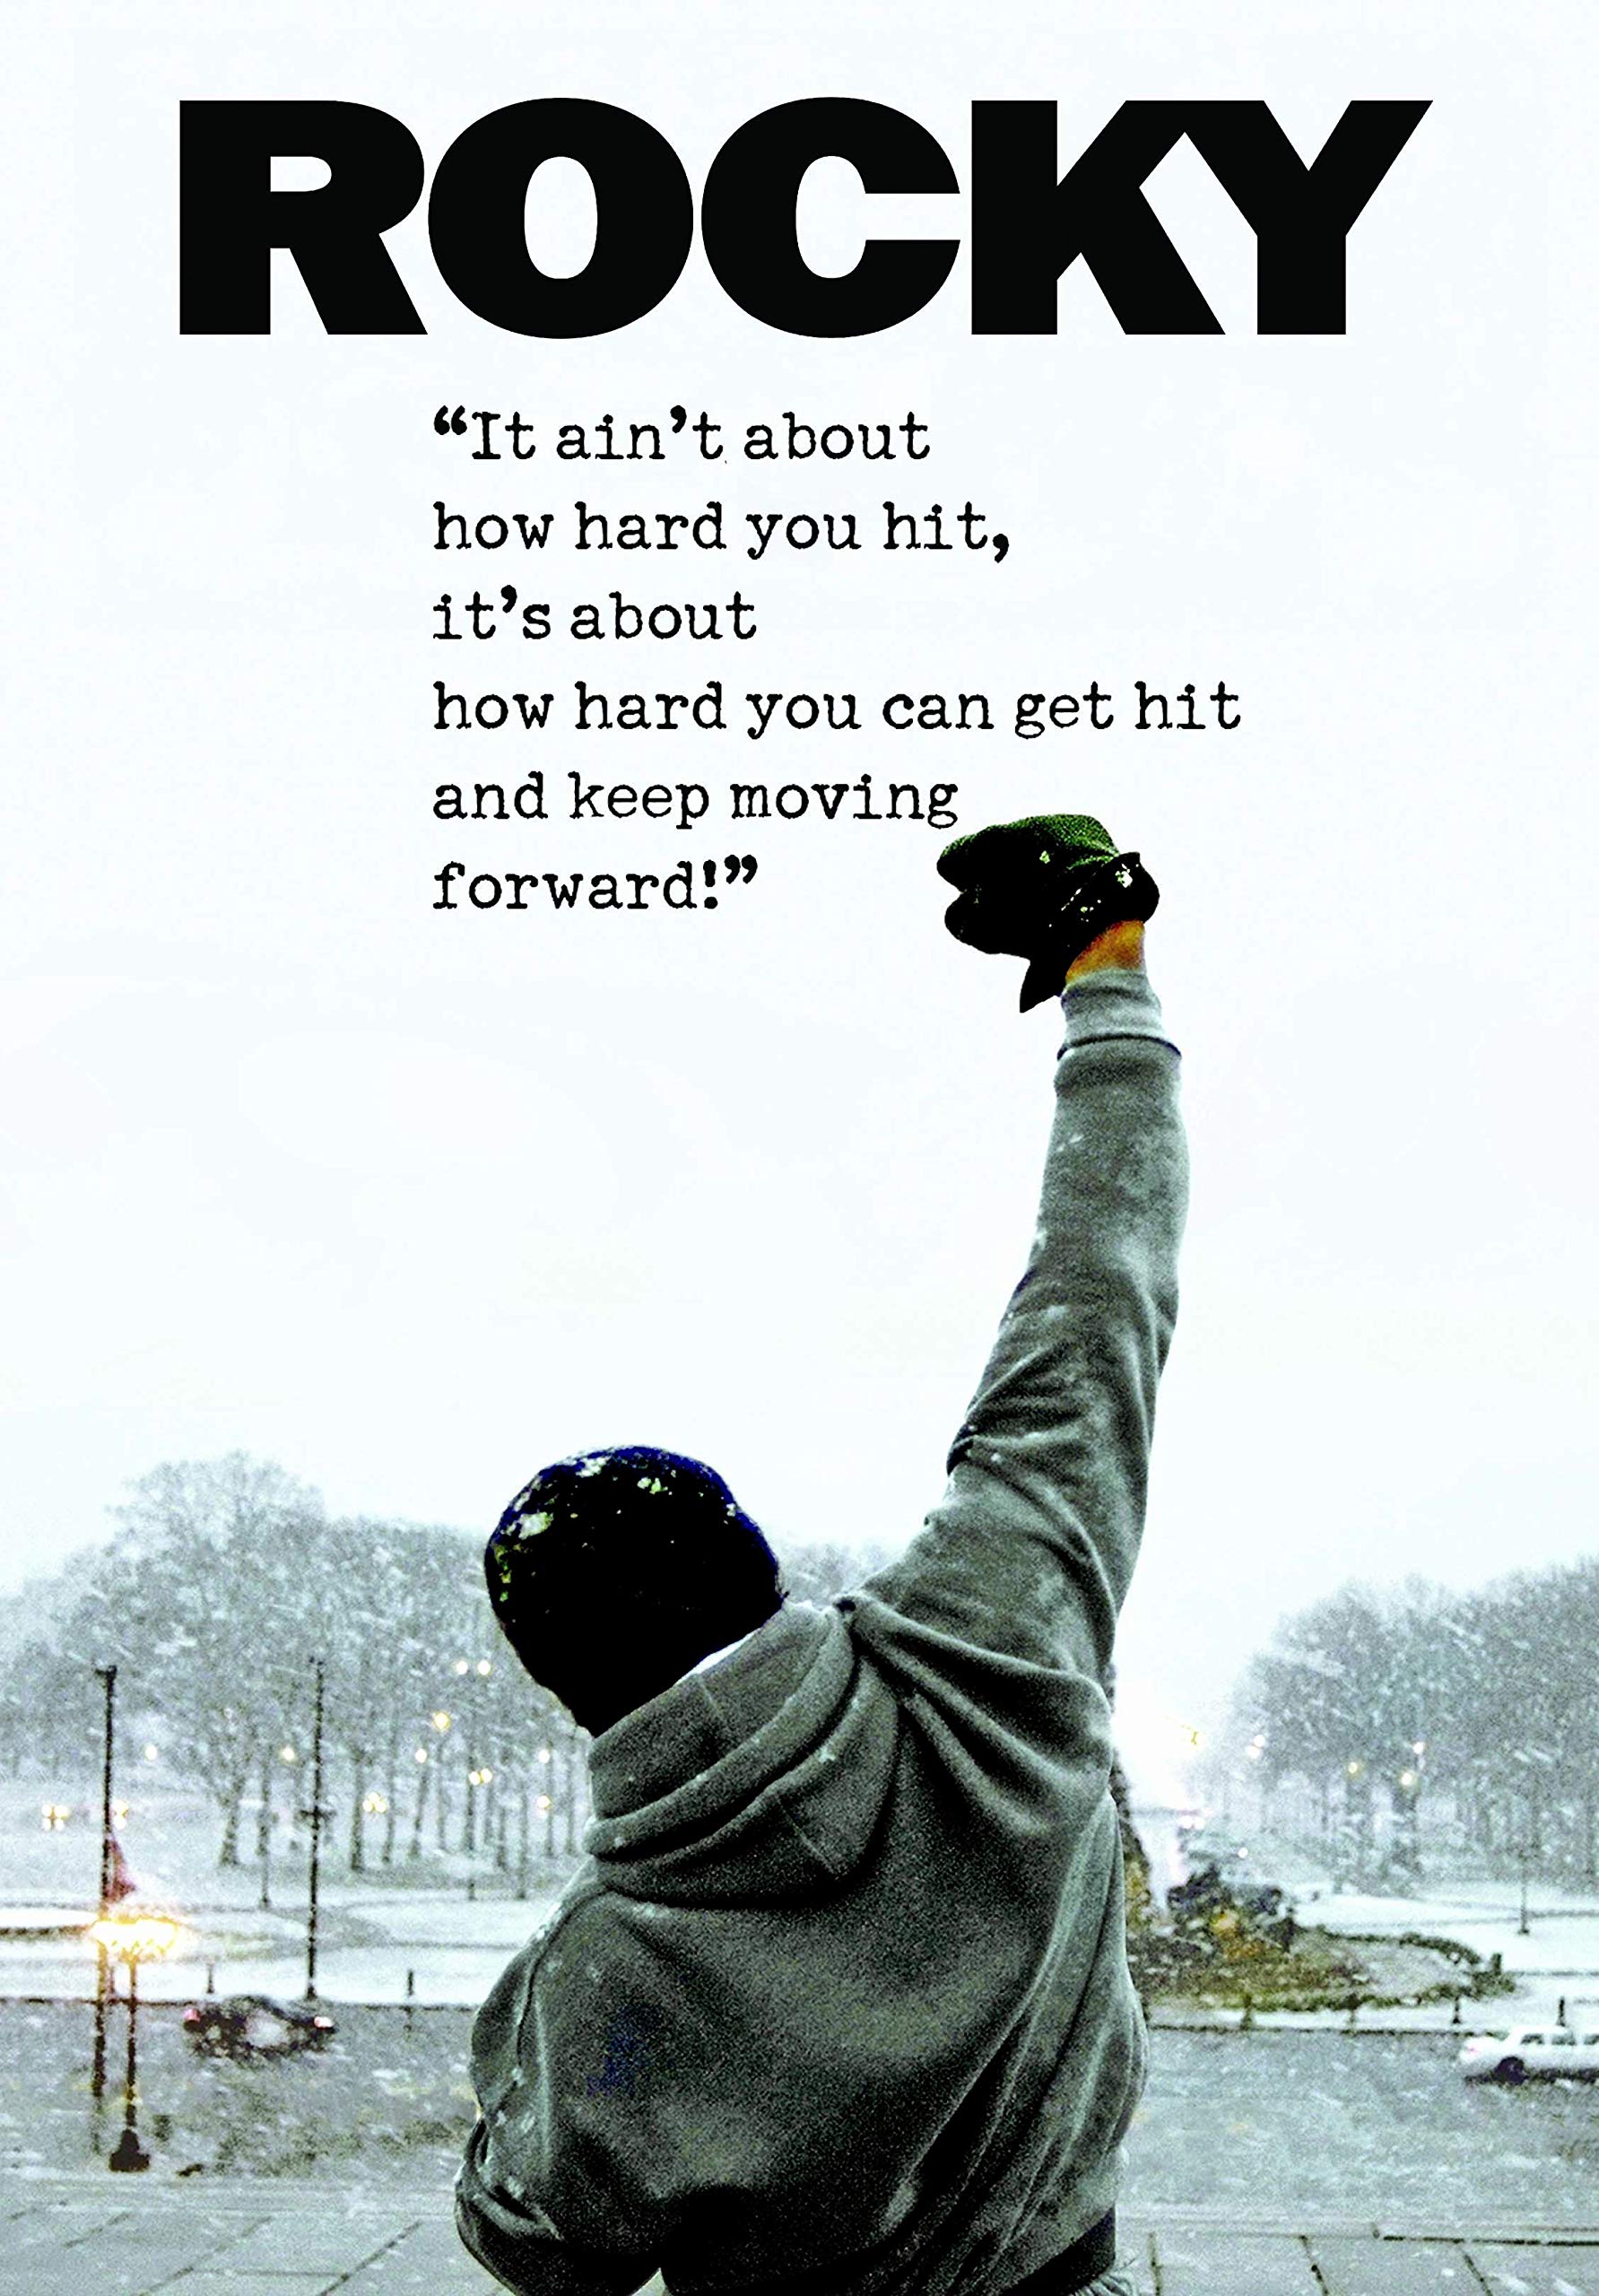 ROCKY
“It ain’t about
how hard you hit,
it’s about
how hard you can get hit
and keep moving
forward!”